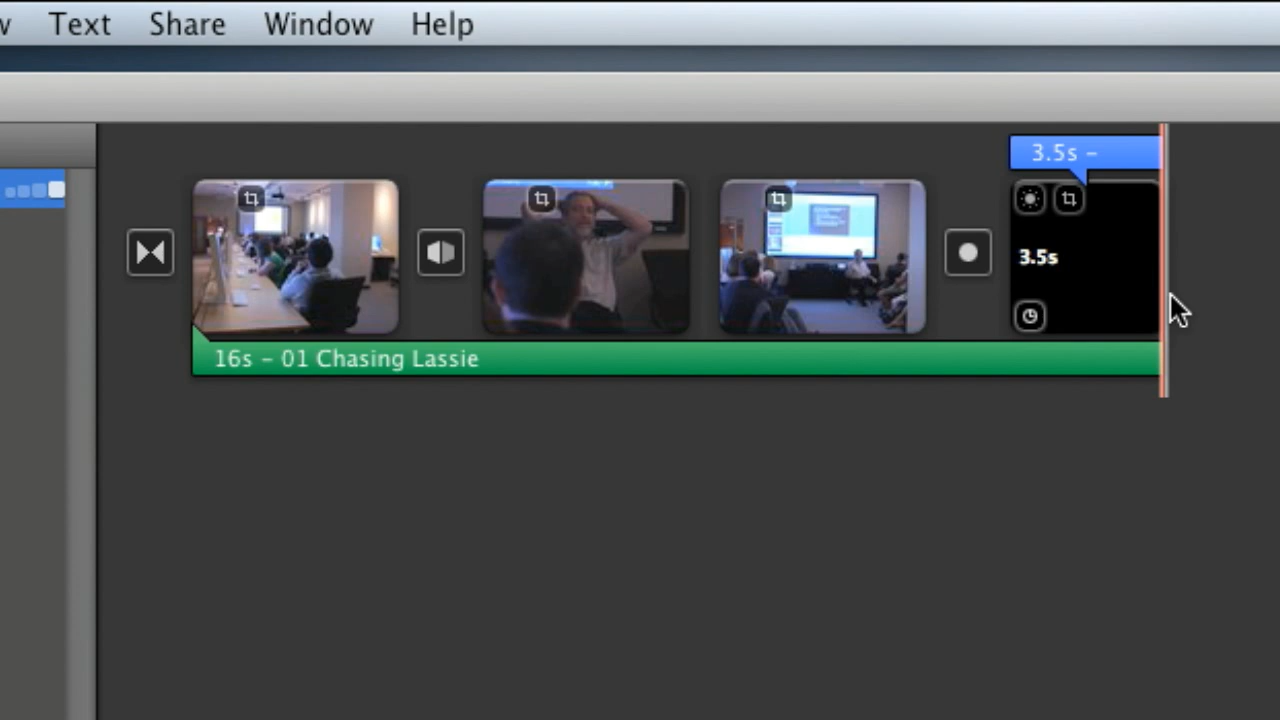 w Text Share Window Help
3.5s –
3.5s
16s – 01 Chasing Lassie